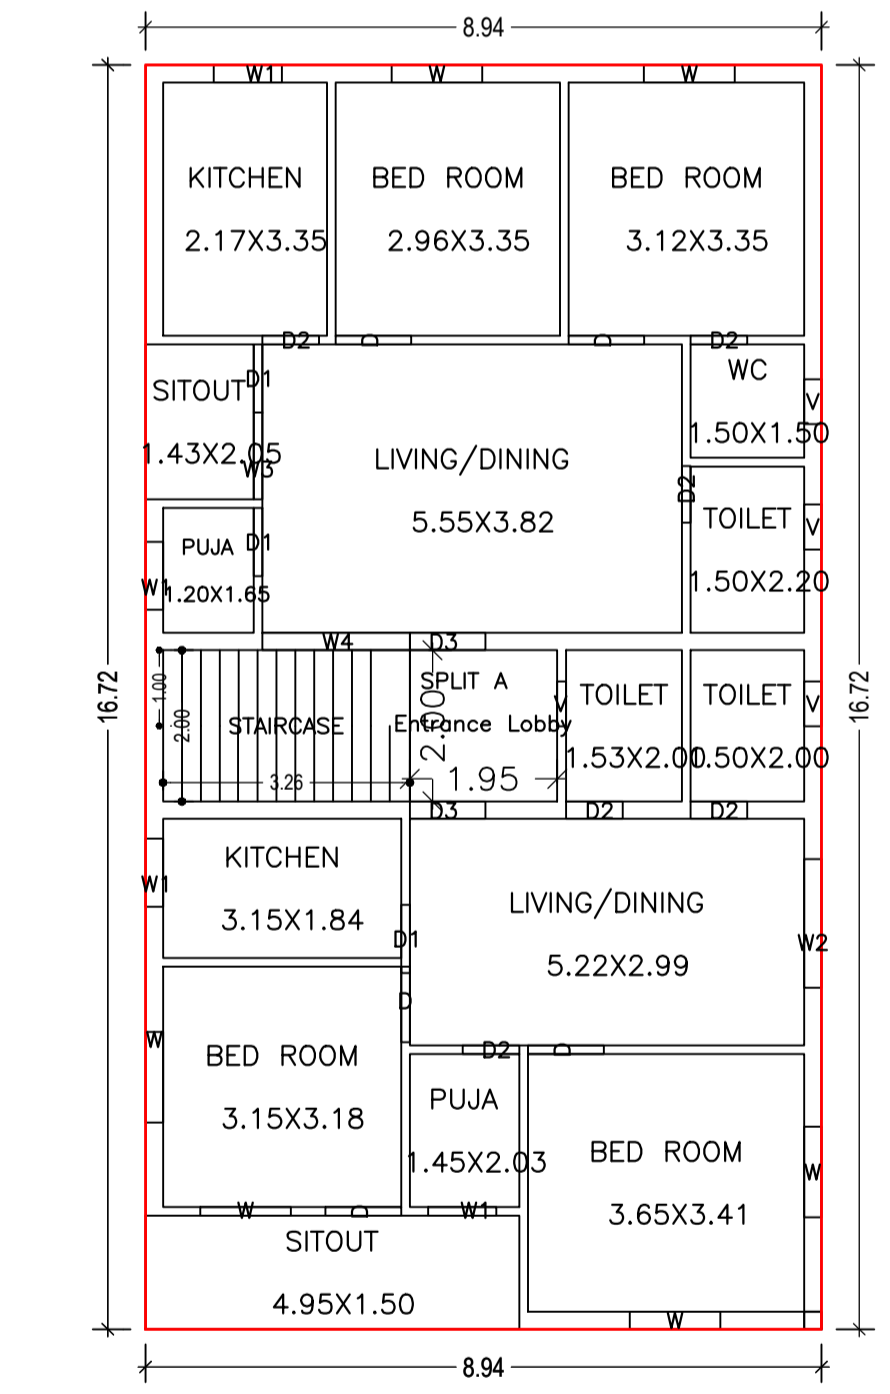 8.94
W1
W
W
KITCHEN
2.17X3.35
BED ROOM
2.96X3.35
BED ROOM
3.12X3.35
D2
D
D
D2
SITOUT
1.43X2.05
D1
W3
LIVING/DINING
5.55X3.82
WC
1.50X1.50
V
D2
TOILET
1.50X2.20
V
PUJA
1.20X1.65
D1
W1
W4
D3
16.72
16.72
1.00
2.00
STAIRCASE
3.26
SPLIT A
Entrance Lobby
2.00
1.95
V
TOILET
1.53X2.00
TOILET
1.50X2.00
V
D3
D2
D2
KITCHEN
3.15X1.84
W1
D1
LIVING/DINING
5.22X2.99
W2
D
W
BED ROOM
3.15X3.18
D2
D
PUJA
1.45X2.03
BED ROOM
3.65X3.41
W
W
D
W1
SITOUT
4.95X1.50
W
8.94